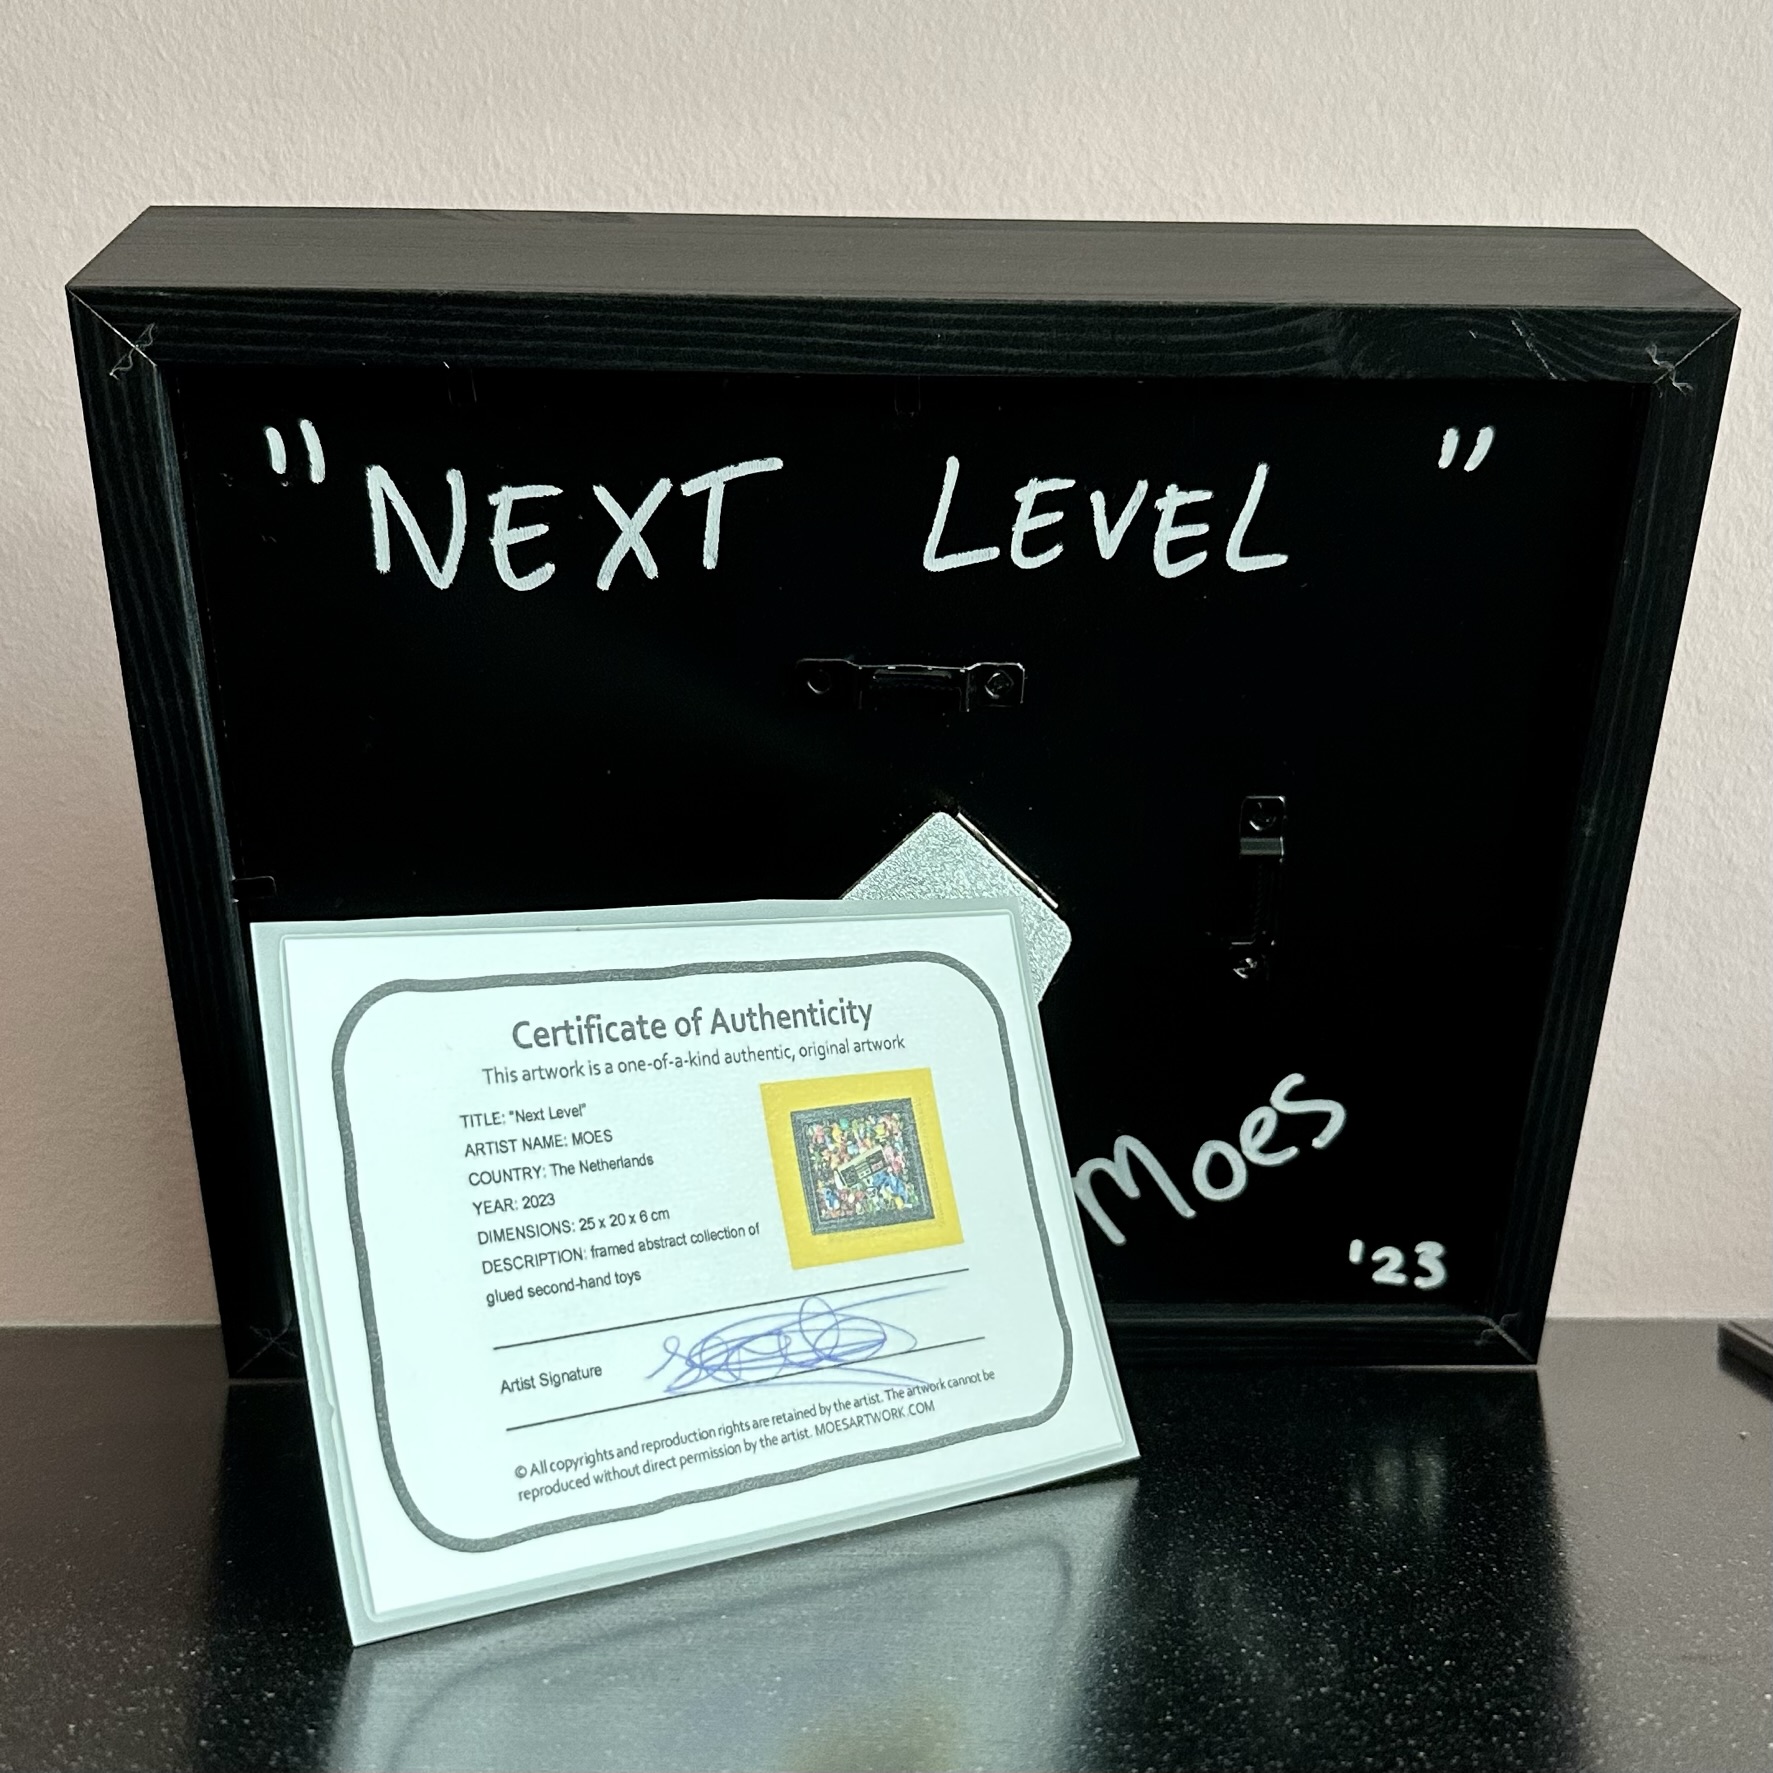 "NEXT LEVEL"
Certificate of Authenticity
This artwork is a one-of-a-kind authentic, original artwork
TITLE: "Next Level"
ARTIST NAME: MOES
COUNTRY: The Netherlands
YEAR: 2023
DIMENSIONS: 25 x 20 x 6 cm
DESCRIPTION: framed abstract collection of
glued second-hand toys
Artist Signature
© All copyrights and reproduction rights are retained by the artist. The artwork cannot be
reproduced without direct permission by the artist. MOESARTWORK.COM
Moes
'23